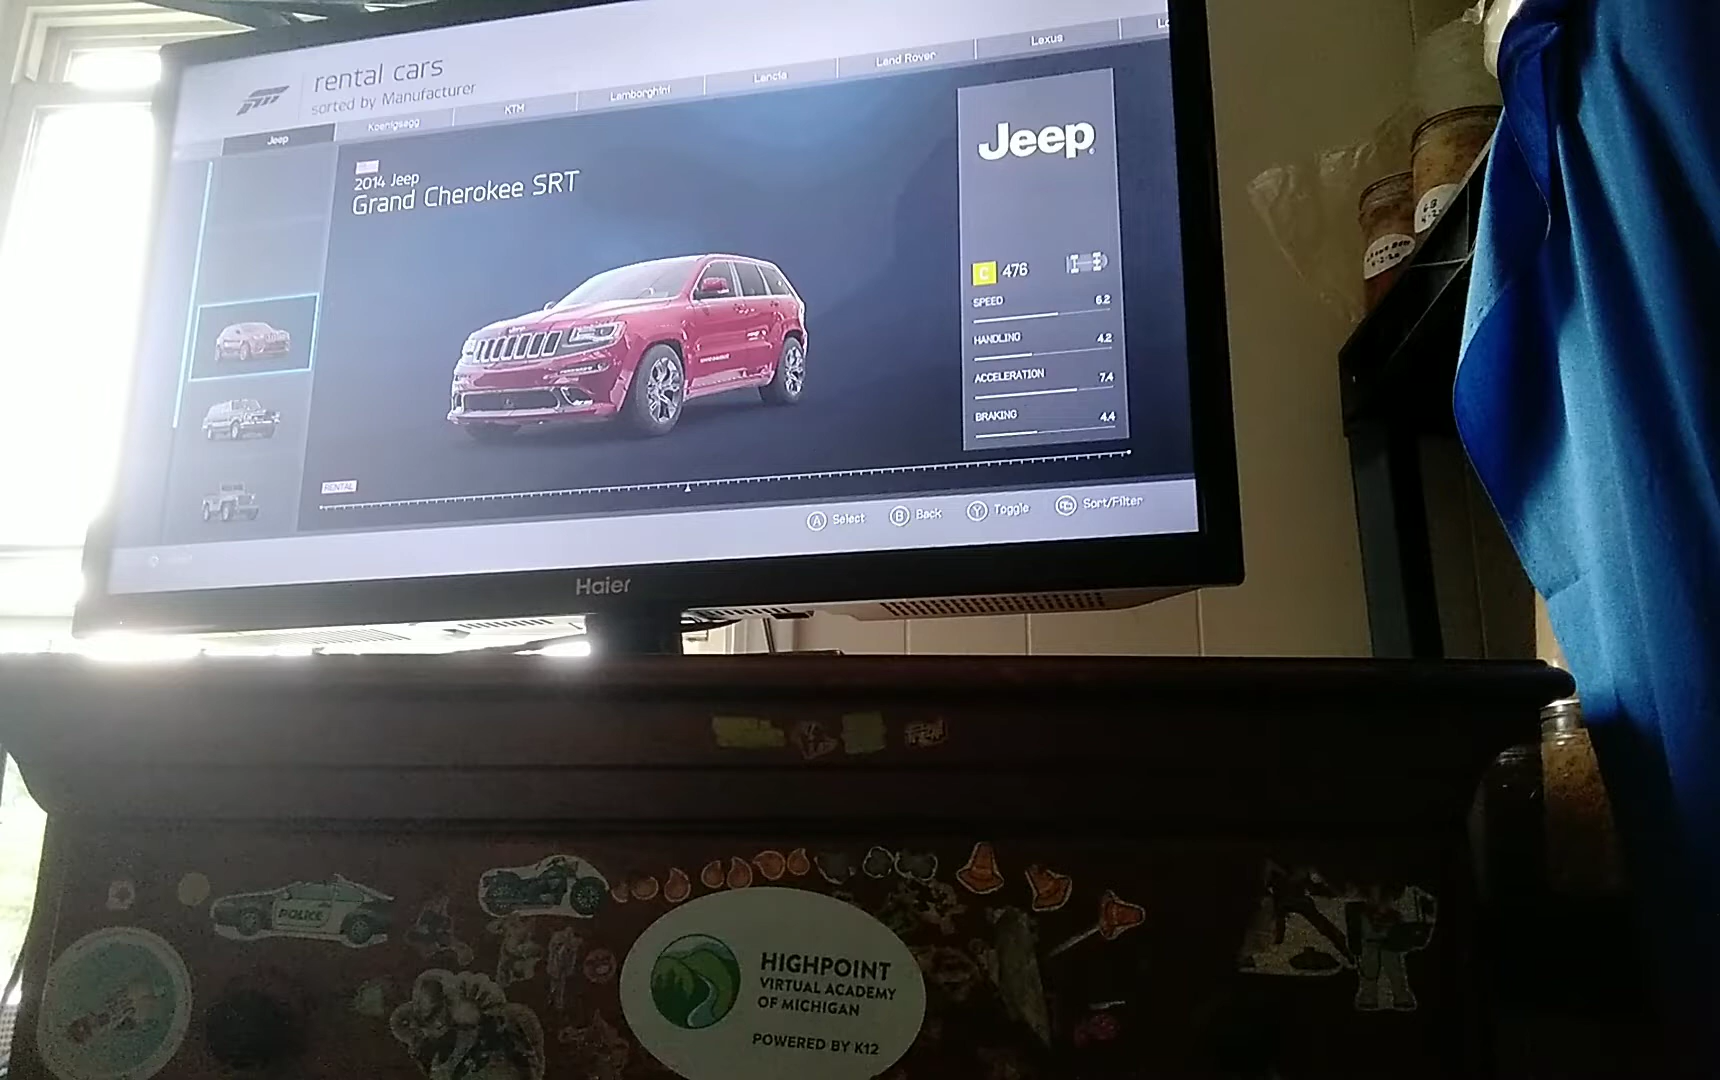 rental cars
sorted by Manufacturer
Jeep
Koenigsegg
KTM
Lamborghini
Lancia
Land Rover
Lexus
Lo
2014 Jeep
Grand Cherokee SRT
Jeep
C 476
SPEED 6.2
HANDLING 4.2
ACCELERATION 7.4
BRAKING 4.4
RENTAL
A Select
B Back
Y Toggle
Sort/Filter
Haier
POLICE
HIGHPOINT
VIRTUAL ACADEMY
OF MICHIGAN
POWERED BY K12